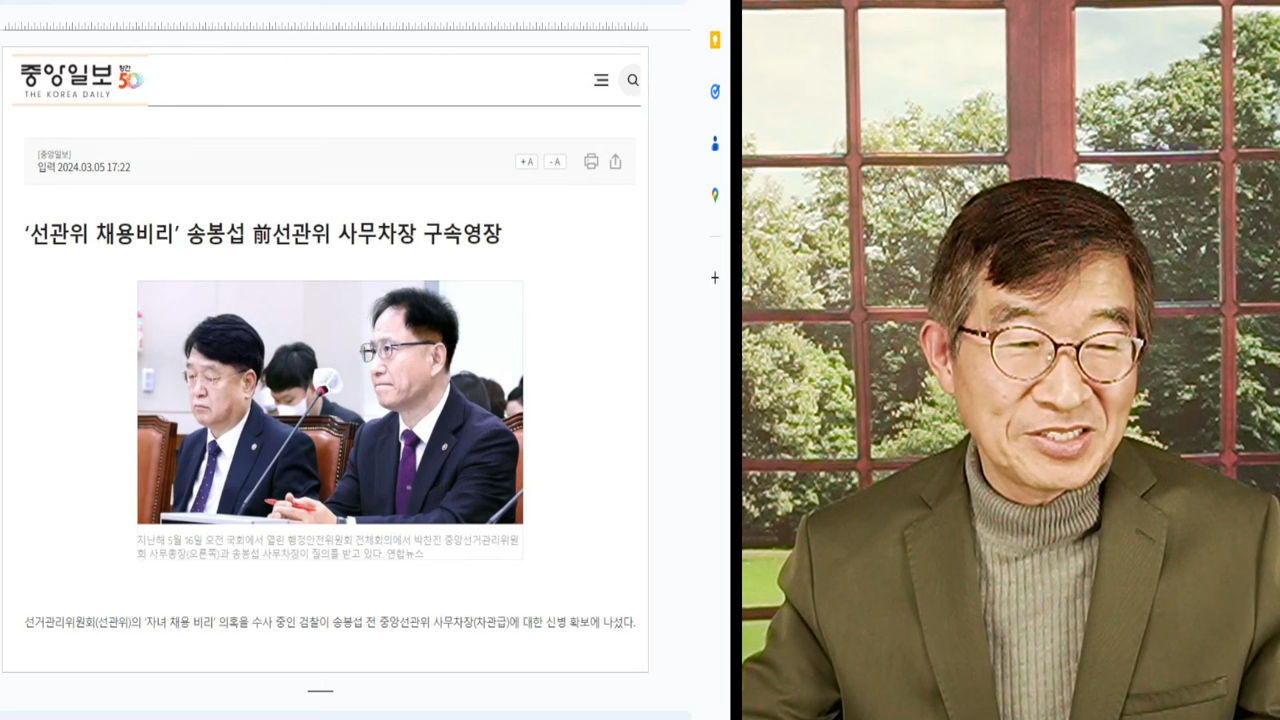 중앙일보 창간 50
THE KOREA DAILY
[중앙일보]
입력 2024.03.05 17:22
+ A
- A
‘선관위 채용비리’ 송봉섭 前선관위 사무차장 구속영장
지난해 5월 16일 오전 국회에서 열린 행정안전위원회 전체회의에서 박찬진 중앙선거관리위원
회 사무총장(오른쪽)과 송봉섭 사무차장이 질의를 받고 있다. 연합뉴스
선거관리위원회(선관위)의 ‘자녀 채용 비리’ 의혹을 수사 중인 검찰이 송봉섭 전 중앙선관위 사무차장(차관급)에 대한 신병 확보에 나섰다.